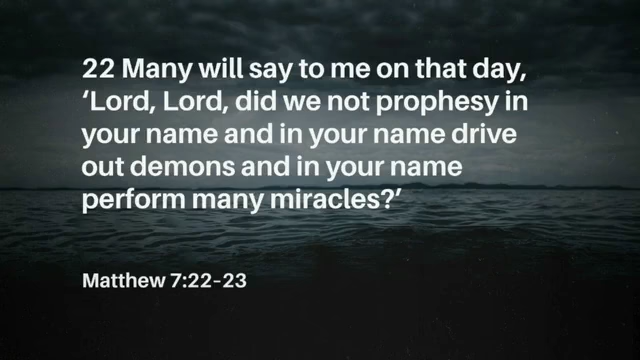 22 Many will say to me on that day,
‘Lord, Lord, did we not prophesy in
your name and in your name drive
out demons and in your name
perform many miracles?’
Matthew 7:22–23